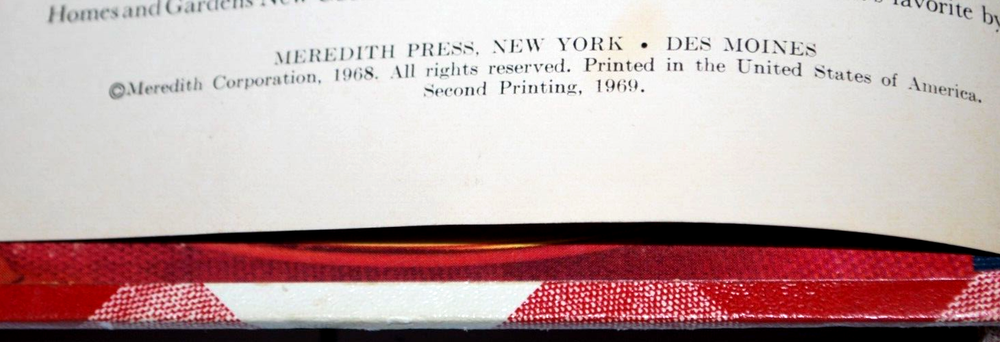 Homes and Gardens New favorite by
MEREDITH PRESS, NEW YORK • DES MOINES
©Meredith Corporation, 1968. All rights reserved. Printed in the United States of America.
Second Printing, 1969.